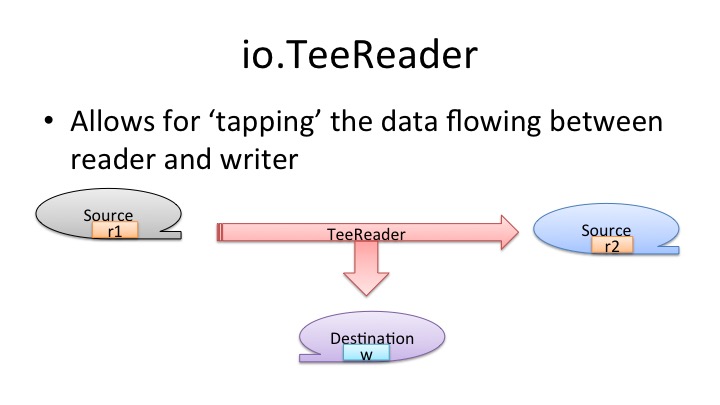 io.TeeReader
• Allows for ‘tapping’ the data flowing between
reader and writer
Source
r1
TeeReader
Source
r2
Destination
w